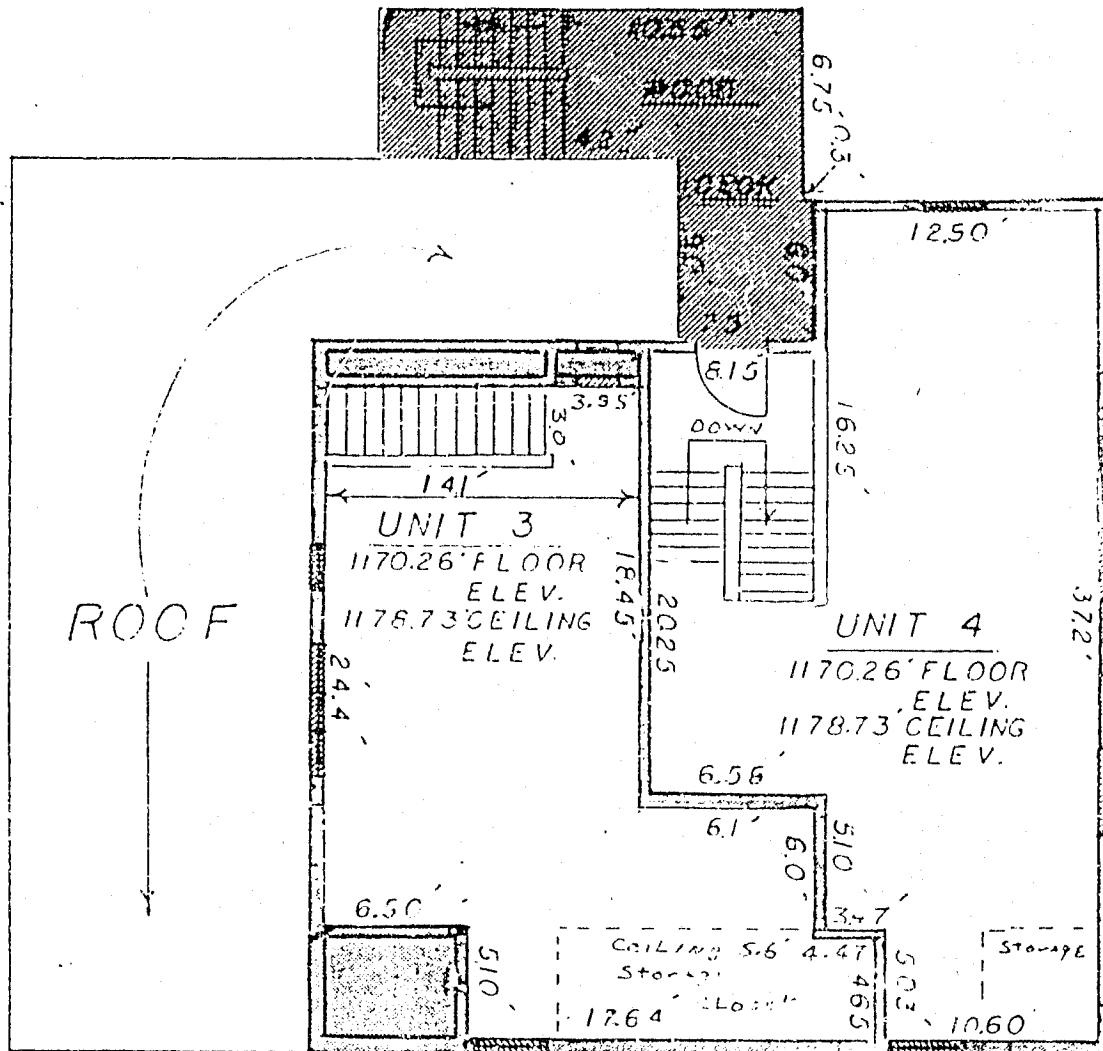 6.75'
0.5'
12.50'
6.0'
8.15'
3.95'
DOWN
3.0'
16.25
14.1'
UNIT 3
1170.26' FLOOR
ELEV.
1178.73' CEILING
ELEV.
18.45'
20.25
ROOF
24.4'
UNIT 4
1170.26' FLOOR
ELEV.
1178.73' CEILING
ELEV.
37.2'
6.58'
6.1'
5.10
6.0'
6.50'
3.47'
5.10
CEILING 5.6' 4.47
Storage
4.65
5.03'
Storage
17.64'
10.60'